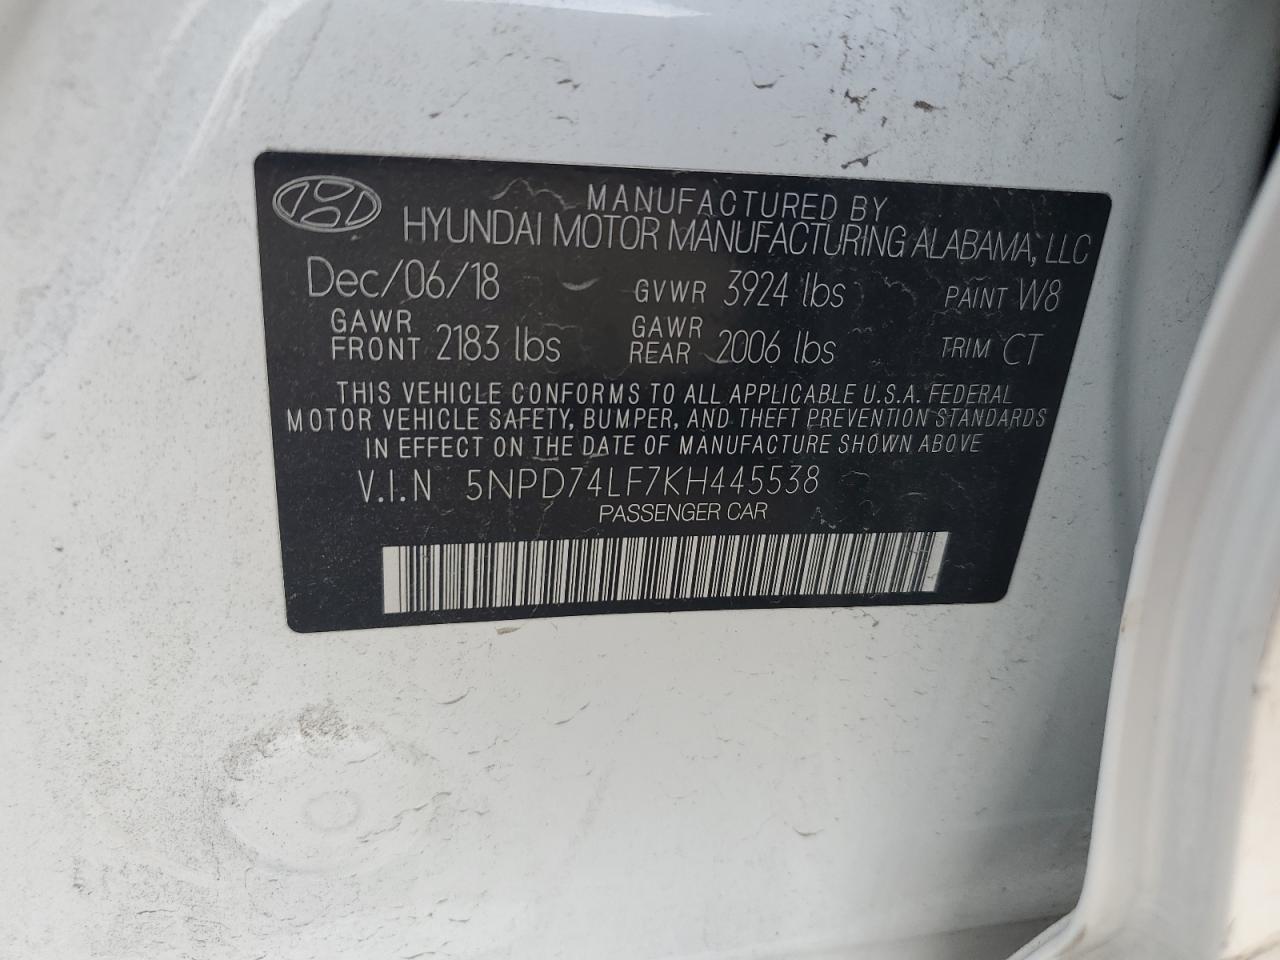 MANUFACTURED BY
HYUNDAI MOTOR MANUFACTURING ALABAMA, LLC
Dec/06/18 GVWR 3924 lbs PAINT W8
GAWR FRONT 2183 lbs GAWR REAR 2006 lbs TRIM CT
THIS VEHICLE CONFORMS TO ALL APPLICABLE U.S.A. FEDERAL
MOTOR VEHICLE SAFETY, BUMPER, AND THEFT PREVENTION STANDARDS
IN EFFECT ON THE DATE OF MANUFACTURE SHOWN ABOVE
V.I.N 5NPD74LF7KH445538
PASSENGER CAR